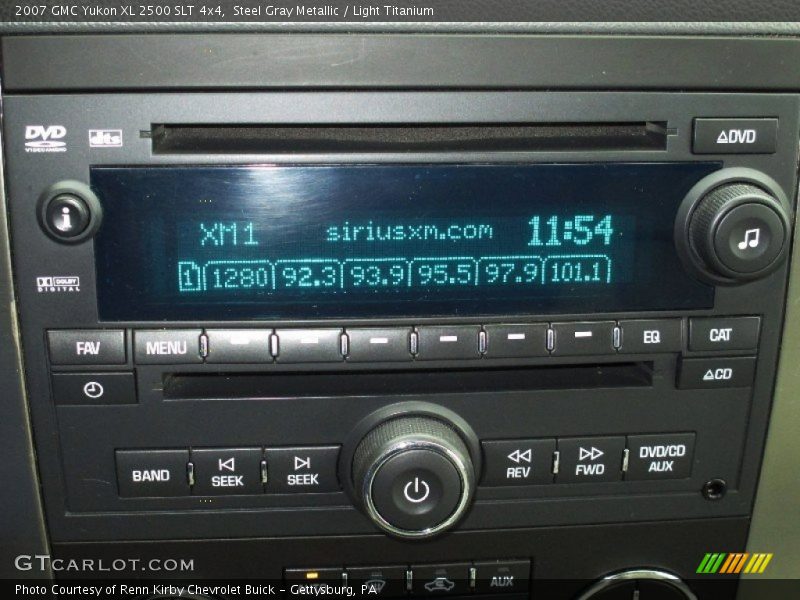 2007 GMC Yukon XL 2500 SLT 4x4, Steel Gray Metallic / Light Titanium
DVD
VIDEO/AUDIO
dts
△DVD
i
XM1 siriusxm.com 11:54
1 1280 92.3 93.9 95.5 97.9 101.1
DOLBY
DIGITAL
FAV MENU EQ CAT
△CD
BAND SEEK SEEK REV FWD DVD/CD AUX
AUX
GTCARLOT.COM
Photo Courtesy of Renn Kirby Chevrolet Buick - Gettysburg, PA